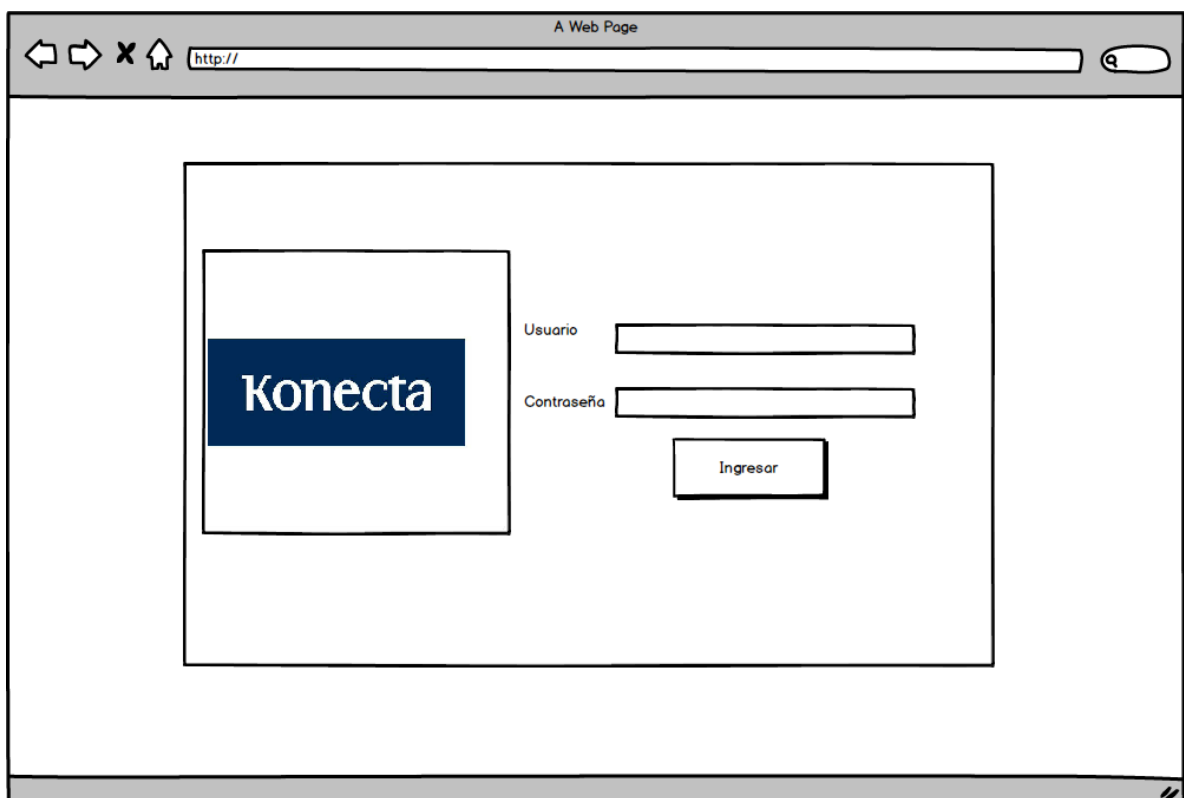 A Web Page
http://
Usuario
Konecta
Contraseña
Ingresar